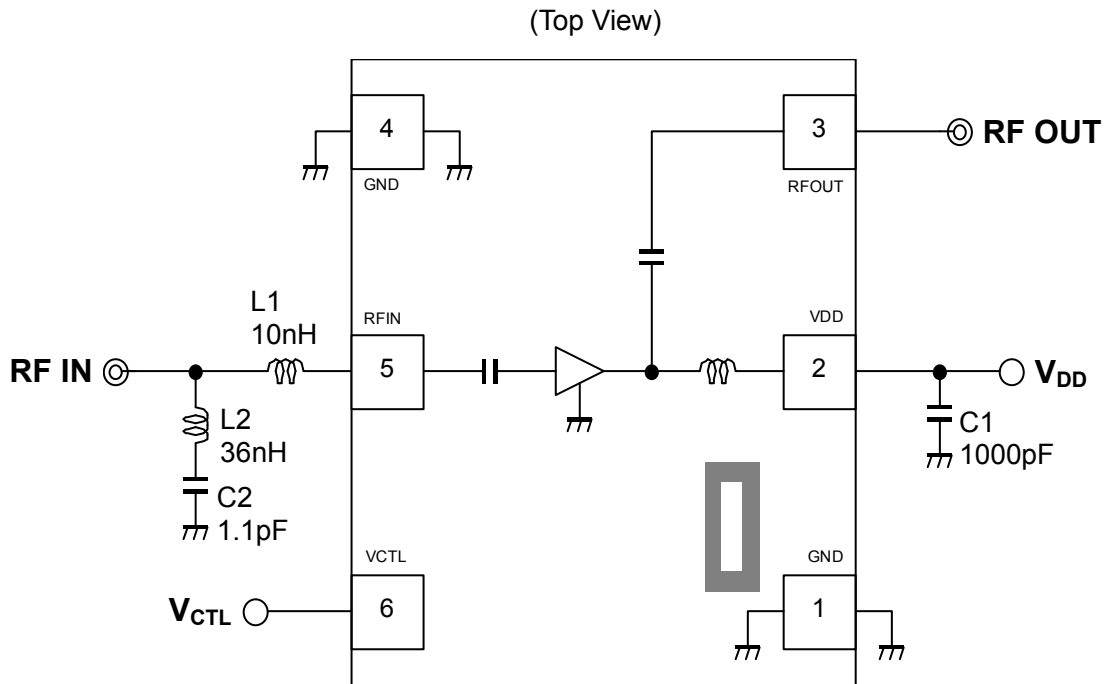 (Top View)
4
GND
3
RFOUT
RF OUT
L1
10nH
RFIN
5
RF IN
VDD
2
VDD
L2
36nH
C2
1.1pF
C1
1000pF
VCTL
6
VCTL
GND
1